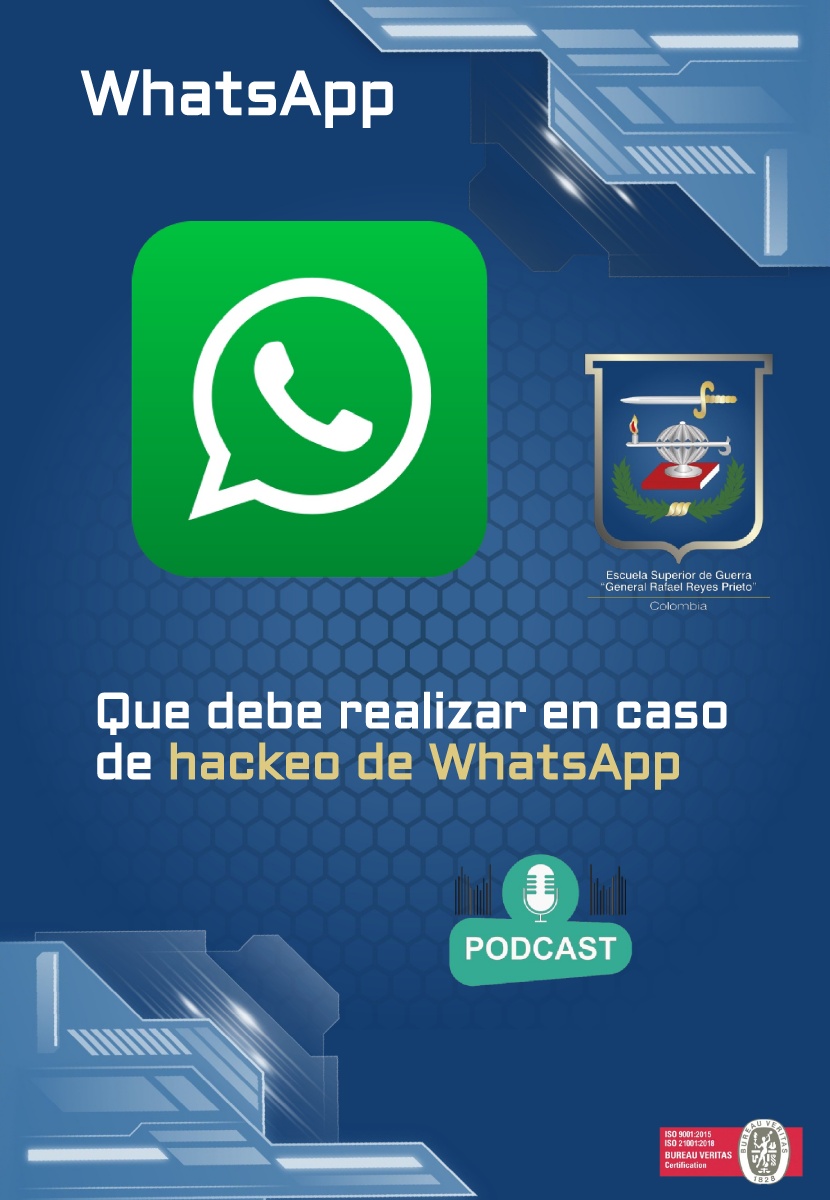 WhatsApp
Escuela Superior de Guerra
"General Rafael Reyes Prieto"
Colombia
Que debe realizar en caso
de hackeo de WhatsApp
PODCAST
ISO 9001:2015
ISO 21001:2018
BUREAU VERITAS
Certification
BUREAU VERITAS
1828